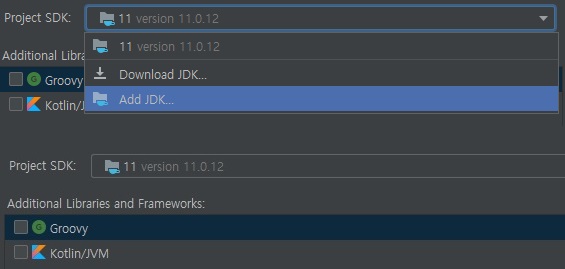 Project SDK: 11 version 11.0.12
11 version 11.0.12
Additional Libra
Download JDK...
Groovy
Add JDK...
Kotlin/J
Project SDK: 11 version 11.0.12
Additional Libraries and Frameworks:
G Groovy
Kotlin/JVM